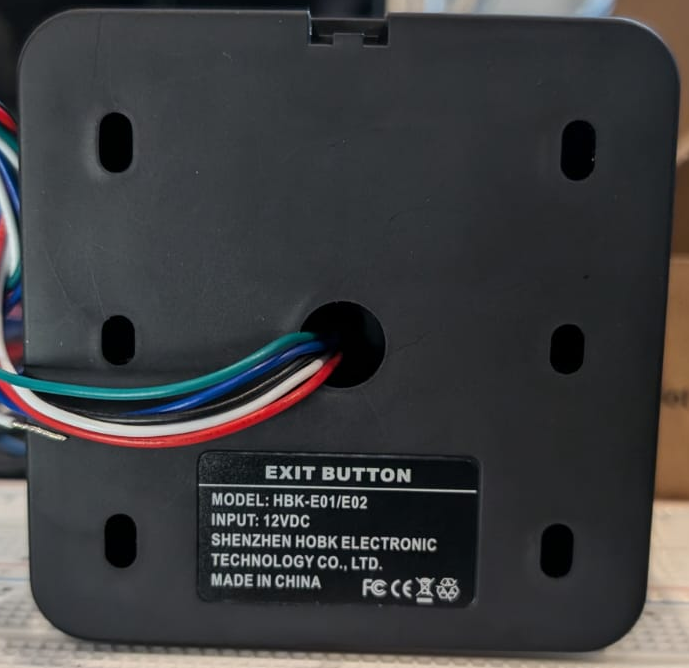 EXIT BUTTON
MODEL: HBK-E01/E02
INPUT: 12VDC
SHENZHEN HOBK ELECTRONIC
TECHNOLOGY CO., LTD.
MADE IN CHINA
FC CE